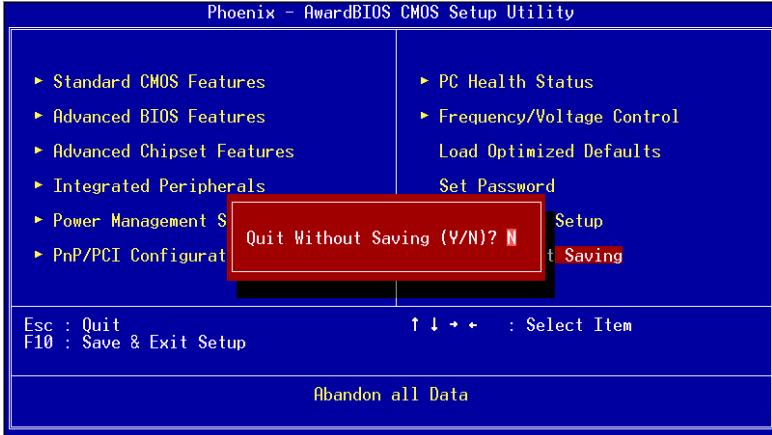 Phoenix - AwardBIOS CMOS Setup Utility
► Standard CMOS Features
► Advanced BIOS Features
► Advanced Chipset Features
► Integrated Peripherals
► Power Management S
► PnP/PCI Configurat
► PC Health Status
► Frequency/Voltage Control
Load Optimized Defaults
Set Password
Setup
t Saving
Quit Without Saving (Y/N)? N
Esc : Quit
F10 : Save & Exit Setup
↑ ↓ → ← : Select Item
Abandon all Data